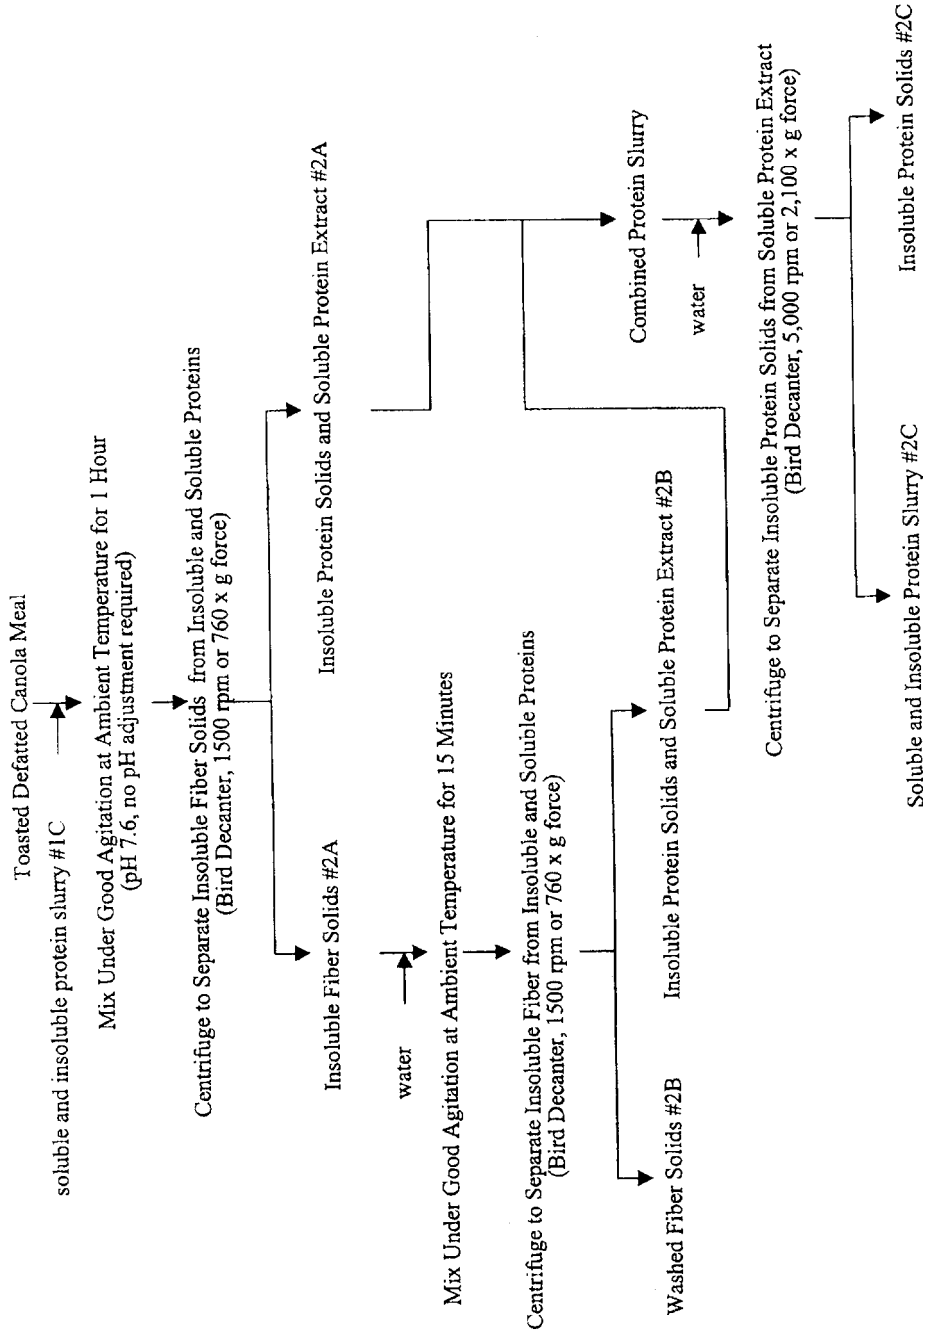 Toasted Defatted Canola Meal
soluble and insoluble protein slurry #1C
Mix Under Good Agitation at Ambient Temperature for 1 Hour
(pH 7.6, no pH adjustment required)
Centrifuge to Separate Insoluble Fiber Solids from Insoluble and Soluble Proteins
(Bird Decanter, 1500 rpm or 760 x g force)
Insoluble Fiber Solids #2A
Insoluble Protein Solids and Soluble Protein Extract #2A
water
Mix Under Good Agitation at Ambient Temperature for 15 Minutes
Centrifuge to Separate Insoluble Fiber from Insoluble and Soluble Proteins
(Bird Decanter, 1500 rpm or 760 x g force)
Washed Fiber Solids #2B
Insoluble Protein Solids and Soluble Protein Extract #2B
Combined Protein Slurry
water
Centrifuge to Separate Insoluble Protein Solids from Soluble Protein Extract
(Bird Decanter, 5,000 rpm or 2,100 x g force)
Soluble and Insoluble Protein Slurry #2C
Insoluble Protein Solids #2C